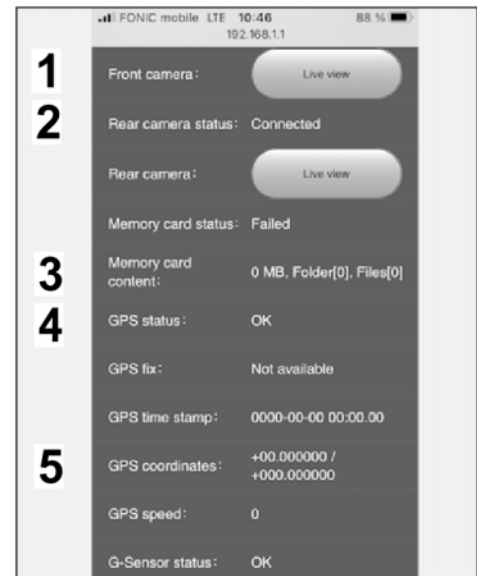 FONIC mobile LTE 10:46 88 %
192.168.1.1
1 Front camera: Live view
2 Rear camera status: Connected
Rear camera: Live view
Memory card status: Failed
3 Memory card
content: 0 MB, Folder[0], Files[0]
4 GPS status: OK
GPS fix: Not available
GPS time stamp: 0000-00-00 00:00.00
5 GPS coordinates: +00.000000 /
+000.000000
GPS speed: 0
G-Sensor status: OK